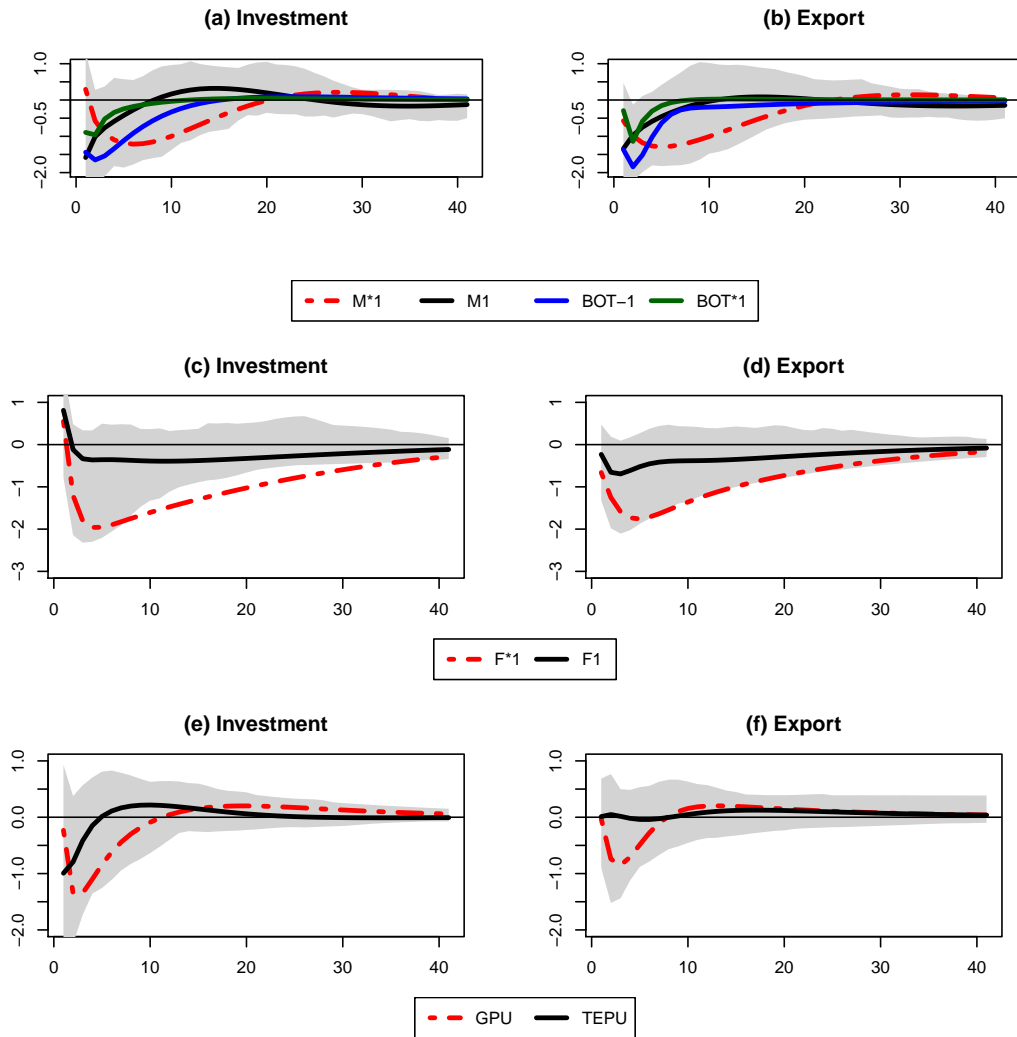 (a) Investment
(b) Export
1.0
−0.5
−2.0
0 10 20 30 40
1.0
−0.5
−2.0
0 10 20 30 40
M*1 M1 BOT−1 BOT*1
(c) Investment
(d) Export
1
0
−1
−2
−3
0 10 20 30 40
1
0
−1
−2
−3
0 10 20 30 40
F*1 F1
(e) Investment
(f) Export
1.0
0.0
−1.0
−2.0
0 10 20 30 40
1.0
0.0
−1.0
−2.0
0 10 20 30 40
GPU TEPU